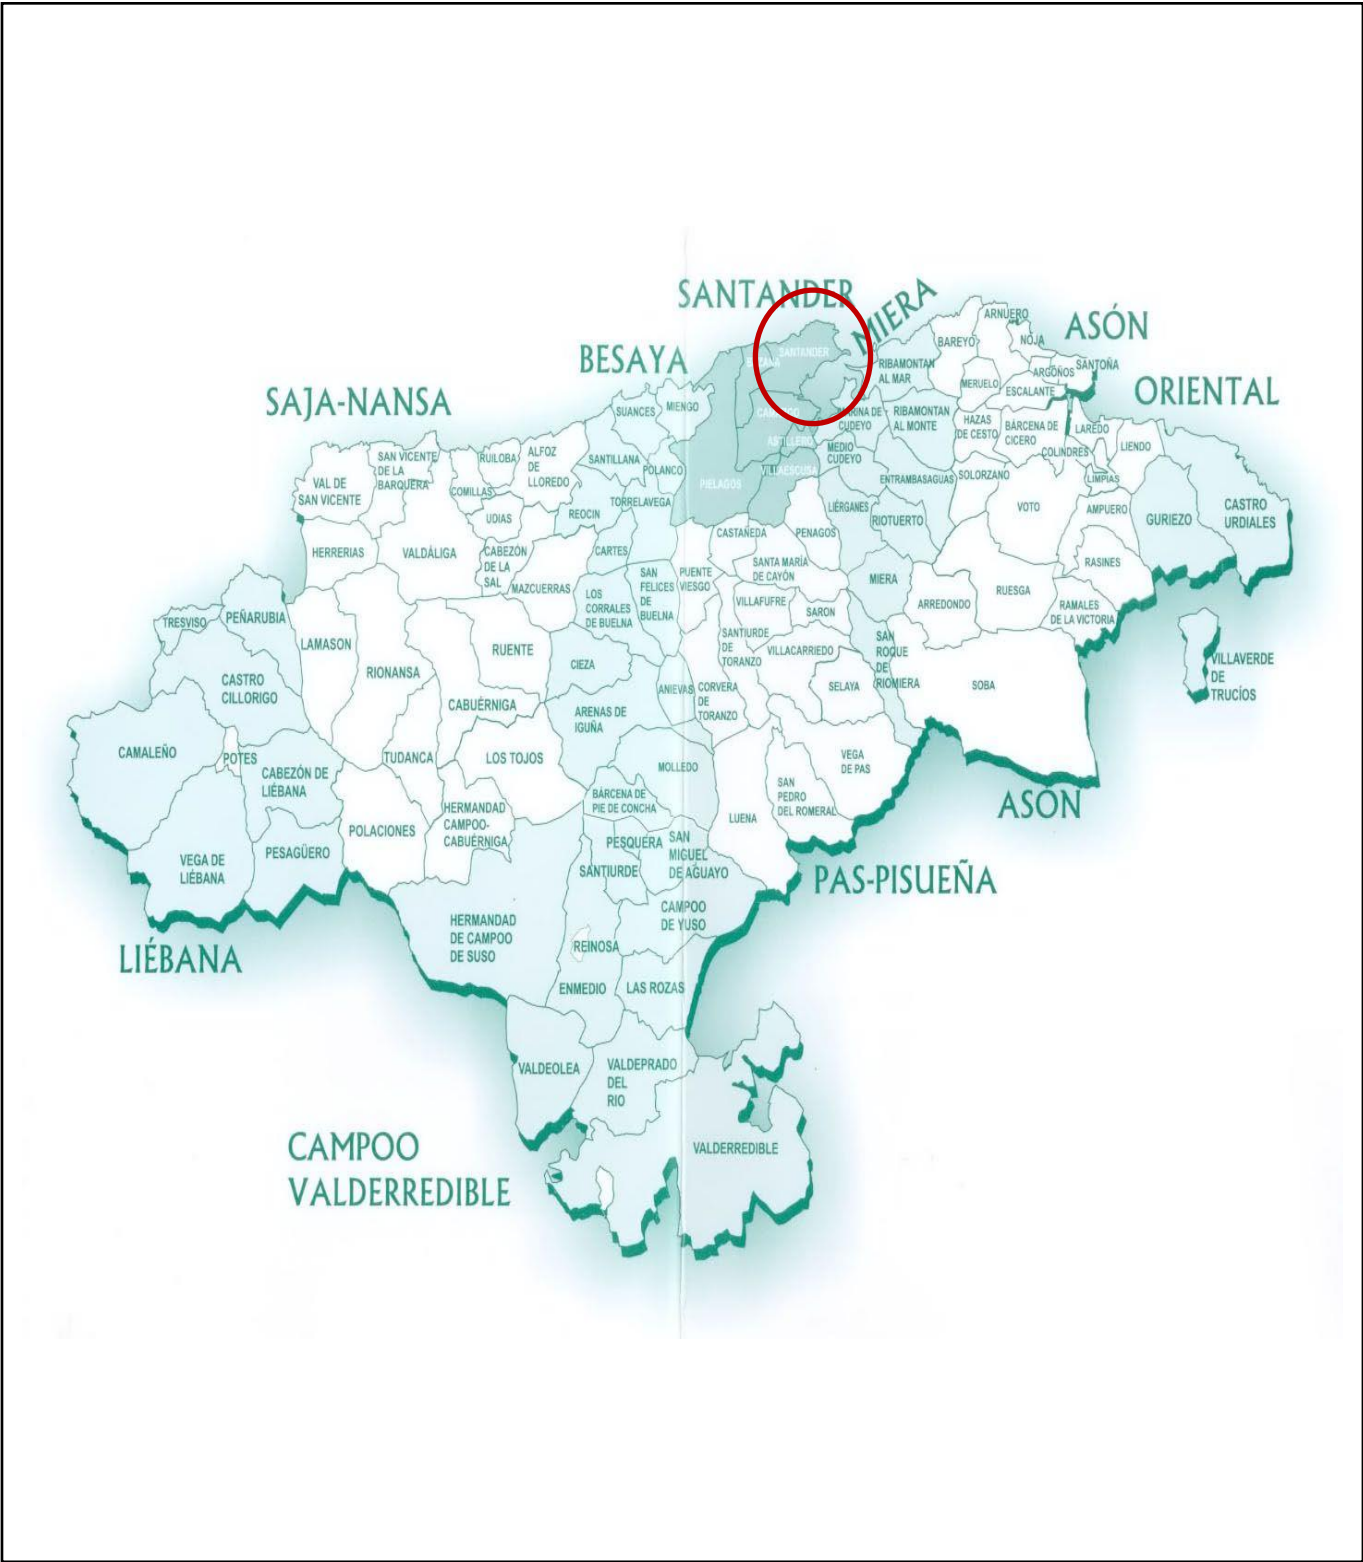 SANTANDER
MIERA
ASÓN
BESAYA
ORIENTAL
SAJA-NANSA
ARNUERO
BAREYO
NOJA
SANTANDER
RIBAMONTAN
AL MAR
ARGOÑOS
SANTOÑA
MERUELO
ESCALANTE
SUANCES
MIENGO
MARINA DE
CUDEYO
RIBAMONTAN
AL MONTE
HAZAS
DE CESTO
BÁRCENA DE
CICERO
LAREDO
LIENDO
COLINDRES
ASTILLERO
MEDIO
CUDEYO
SAN VICENTE
DE LA
BARQUERA
RUILOBA
ALFOZ
DE
LLOREDO
SANTILLANA
POLANCO
VILLAESCUSA
PIELAGOS
ENTRAMBASAGUAS
SOLORZANO
LIMPIAS
VAL DE
SAN VICENTE
COMILLAS
TORRELAVEGA
REOCIN
UDIAS
LIÉRGANES
RIOTUERTO
VOTO
AMPUERO
GURIEZO
CASTRO
URDIALES
HERRERIAS
VALDÁLIGA
CABEZÓN
DE LA
SAL
CARTES
CASTAÑEDA
PENAGOS
MAZCUERRAS
SAN
FELICES
DE
BUELNA
PUENTE
VIESGO
SANTA MARÍA
DE CAYÓN
MIERA
RASINES
LOS
CORRALES
DE BUELNA
VILLAFUFRE
SARON
ARREDONDO
RUESGA
RAMALES
DE LA VICTORIA
TRESVISO
PEÑARUBIA
LAMASON
RIONANSA
RUENTE
CIEZA
SANTIURDE
DE
TORANZO
VILLACARRIEDO
SAN
ROQUE
DE
RIOMIERA
VILLAVERDE
DE
TRUCÍOS
CASTRO
CILLORIGO
CABUÉRNIGA
ANIEVAS
CORVERA
DE
TORANZO
SELAYA
SOBA
ARENAS DE
IGUÑA
CAMALEÑO
POTES
CABEZÓN DE
LIÉBANA
TUDANCA
LOS TOJOS
MOLLEDO
VEGA
DE PAS
BÁRCENA DE
PIE DE CONCHA
SAN
PEDRO
DEL ROMERAL
ASÓN
POLACIONES
HERMANDAD
CAMPOO-
CABUÉRNIGA
LUENA
VEGA DE
LIÉBANA
PESAGÜERO
PESQUERA
SANTIURDE
SAN
MIGUEL
DE AGUAYO
PAS-PISUEÑA
HERMANDAD
DE CAMPOO
DE SUSO
CAMPOO
DE YUSO
LIÉBANA
REINOSA
ENMEDIO
LAS ROZAS
VALDEOLEA
VALDEPRADO
DEL
RIO
CAMPOO
VALDERREDIBLE
VALDERREDIBLE